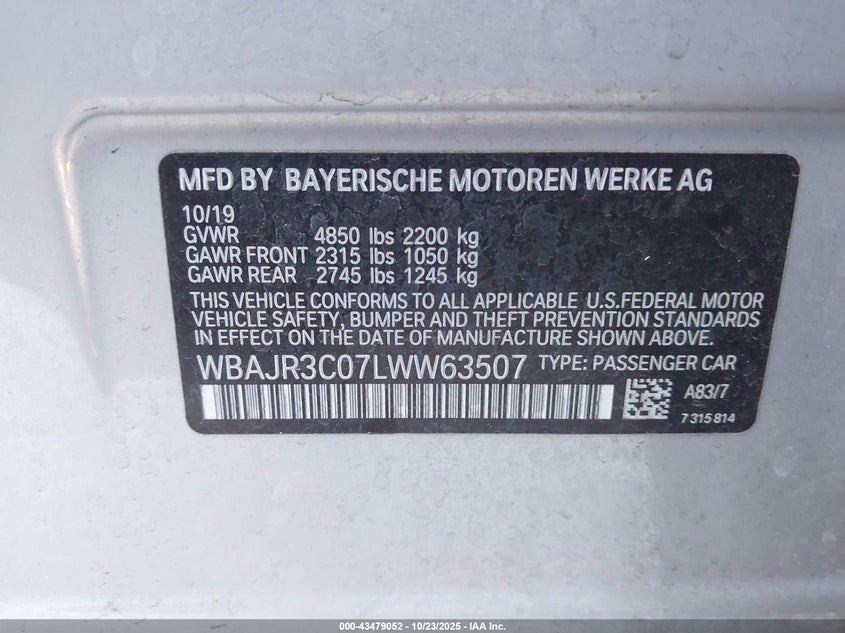 MFD BY BAYERISCHE MOTOREN WERKE AG
10/19
GVWR 4850 lbs 2200 kg
GAWR FRONT 2315 lbs 1050 kg
GAWR REAR 2745 lbs 1245 kg
THIS VEHICLE CONFORMS TO ALL APPLICABLE U.S.FEDERAL MOTOR
VEHICLE SAFETY, BUMPER AND THEFT PREVENTION STANDARDS
IN EFFECT ON THE DATE OF MANUFACTURE SHOWN ABOVE.
WBAJR3C07LWW63507 TYPE: PASSENGER CAR
A83/7
7315814
000-43479052 - 10/23/2025 - IAA Inc.